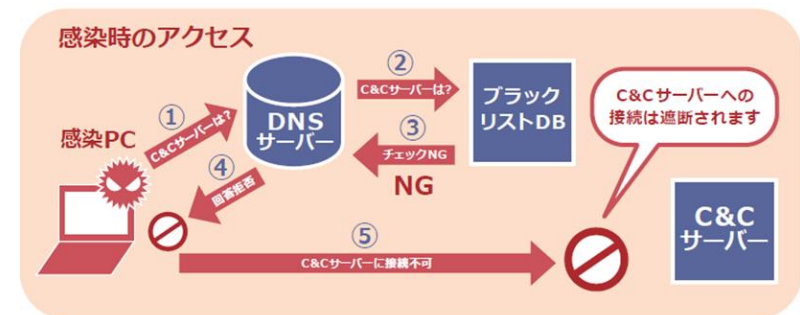 感染時のアクセス
感染PC
①
C&Cサーバーは?
DNS
サーバー
②
C&Cサーバーは?
ブラック
リストDB
③
チェックNG
NG
④
回答拒否
⑤
C&Cサーバーに接続不可
C&Cサーバーへの
接続は遮断されます
C&C
サーバー